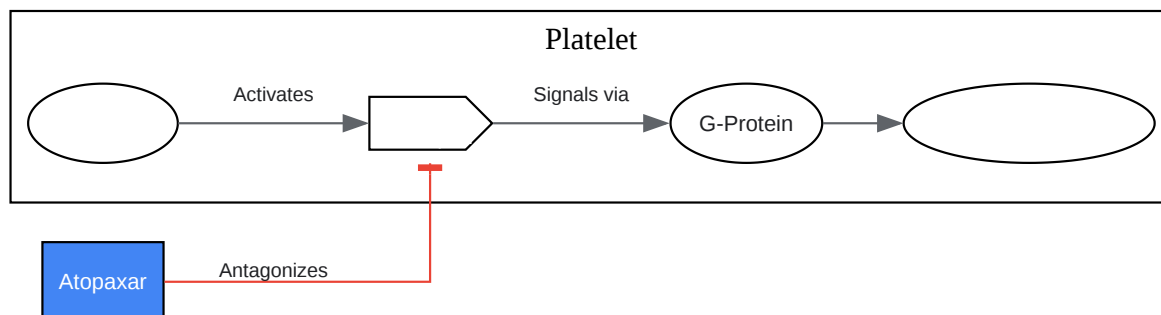 Platelet
Activates
Signals via
G-Protein
Atopaxar
Antagonizes